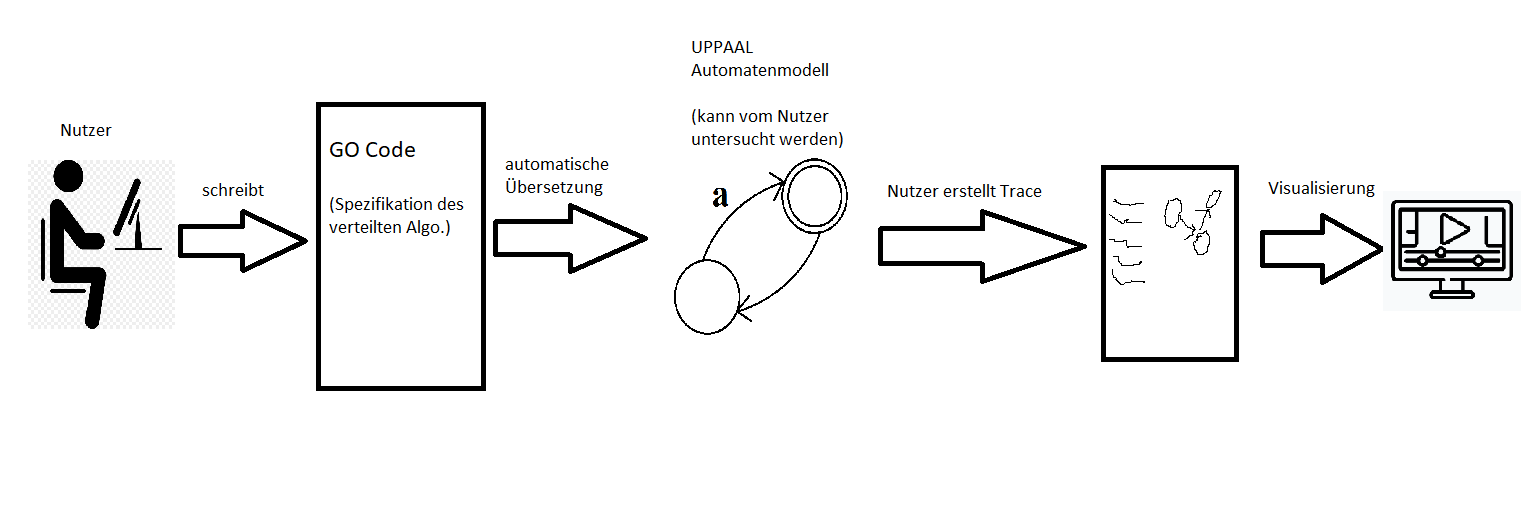 Nutzer
schreibt
GO Code
(Spezifikation des
verteilten Algo.)
automatische
Übersetzung
UPPAAL
Automatenmodell
(kann vom Nutzer
untersucht werden)
a
Nutzer erstellt Trace
Visualisierung